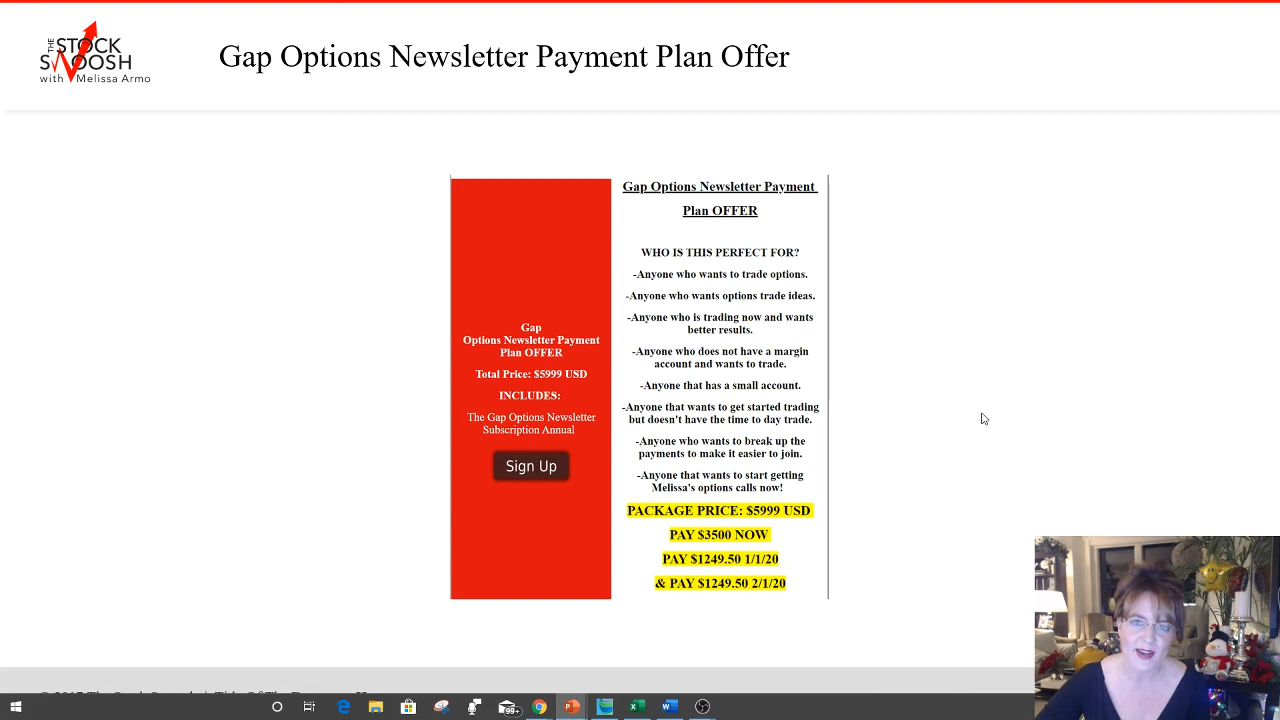 THE
STOCK
SWOOSH
with Melissa Armo
Gap Options Newsletter Payment Plan Offer
Gap
Options Newsletter Payment
Plan OFFER
Total Price: $5999 USD
INCLUDES:
The Gap Options Newsletter
Subscription Annual
Sign Up
Gap Options Newsletter Payment
Plan OFFER
WHO IS THIS PERFECT FOR?
-Anyone who wants to trade options.
-Anyone who wants options trade ideas.
-Anyone who is trading now and wants
better results.
-Anyone who does not have a margin
account and wants to trade.
-Anyone that has a small account.
-Anyone that wants to get started trading
but doesn't have the time to day trade.
-Anyone who wants to break up the
payments to make it easier to join.
-Anyone that wants to start getting
Melissa's options calls now!
PACKAGE PRICE: $5999 USD
PAY $3500 NOW
PAY $1249.50 1/1/20
& PAY $1249.50 2/1/20
99+